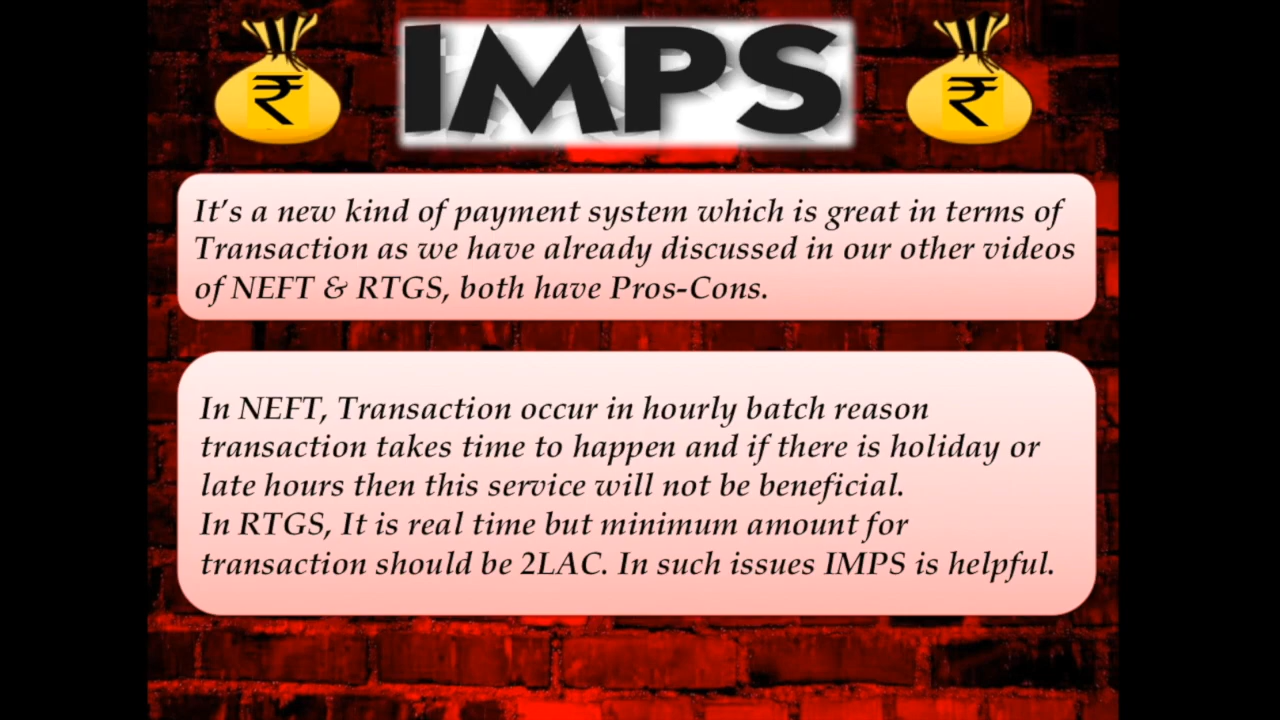 ₹ IMPS ₹
It's a new kind of payment system which is great in terms of
Transaction as we have already discussed in our other videos
of NEFT & RTGS, both have Pros-Cons.
In NEFT, Transaction occur in hourly batch reason
transaction takes time to happen and if there is holiday or
late hours then this service will not be beneficial.
In RTGS, It is real time but minimum amount for
transaction should be 2LAC. In such issues IMPS is helpful.